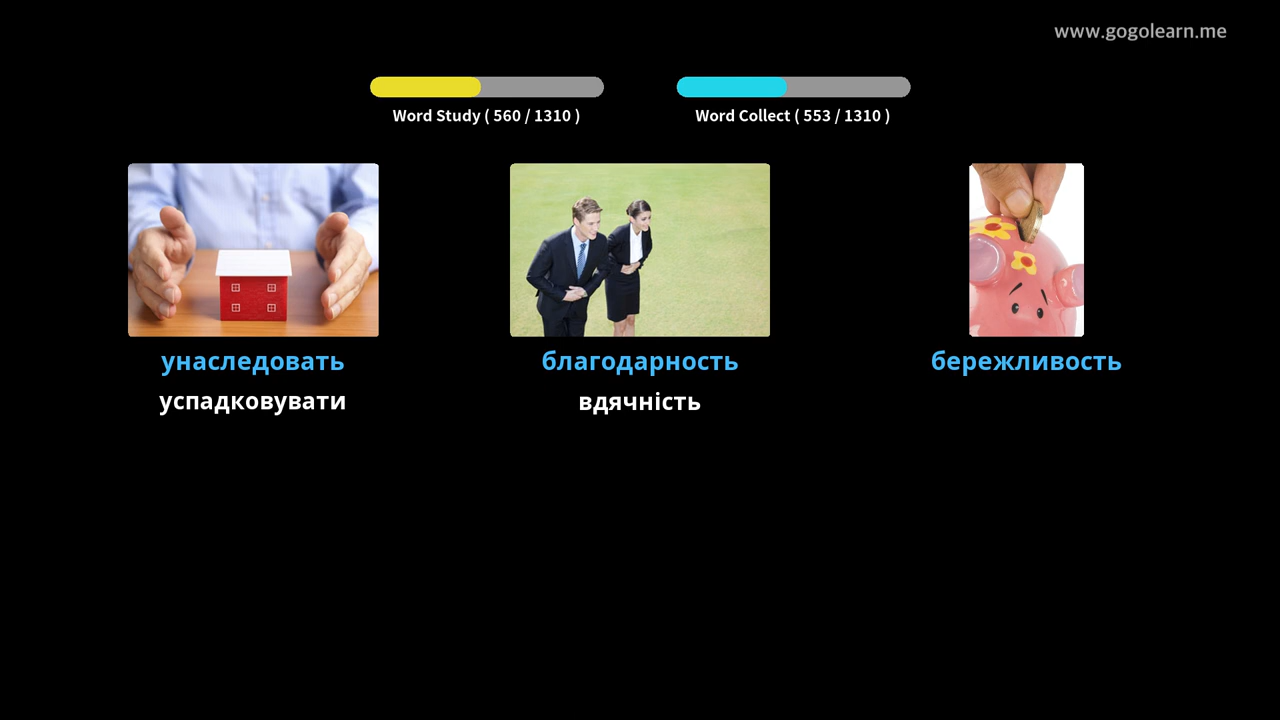 www.gogolearn.me
Word Study ( 560 / 1310 )
Word Collect ( 553 / 1310 )
унаследовать
благодарность
бережливость
успадковувати
вдячність